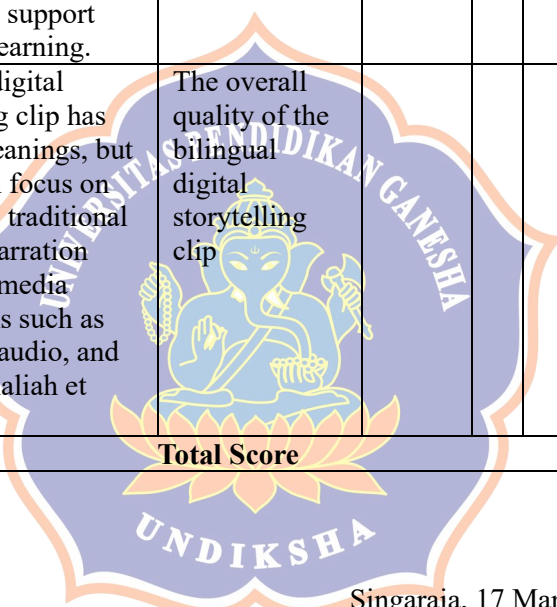 support
earning.
digital
g clip has
eanings, but
focus on
traditional
arration
media
s such as
audio, and
aliah et
The overall
quality of the
bilingual
digital
storytelling
clip
Total Score
UNIVERSITAS PENDIDIKAN GANESHA
UNDIKSHA
Singaraja, 17 Mar